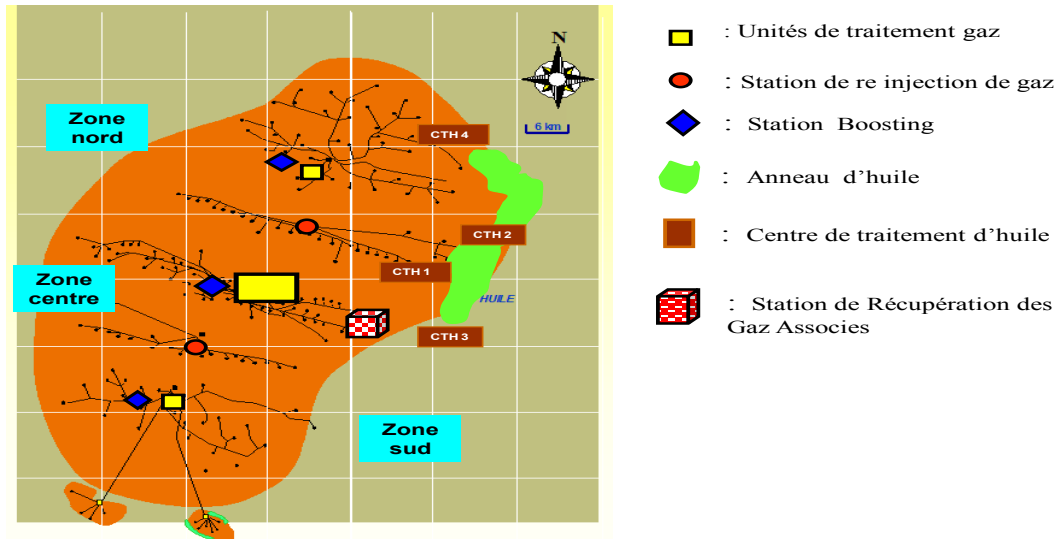 N
6 km
Zone
nord
CTH 4
CTH 2
CTH 1
Zone
centre
HUILE
CTH 3
Zone
sud
: Unités de traitement gaz
: Station de re injection de gaz
: Station Boosting
: Anneau d’huile
: Centre de traitement d’huile
: Station de Récupération des
Gaz Associes